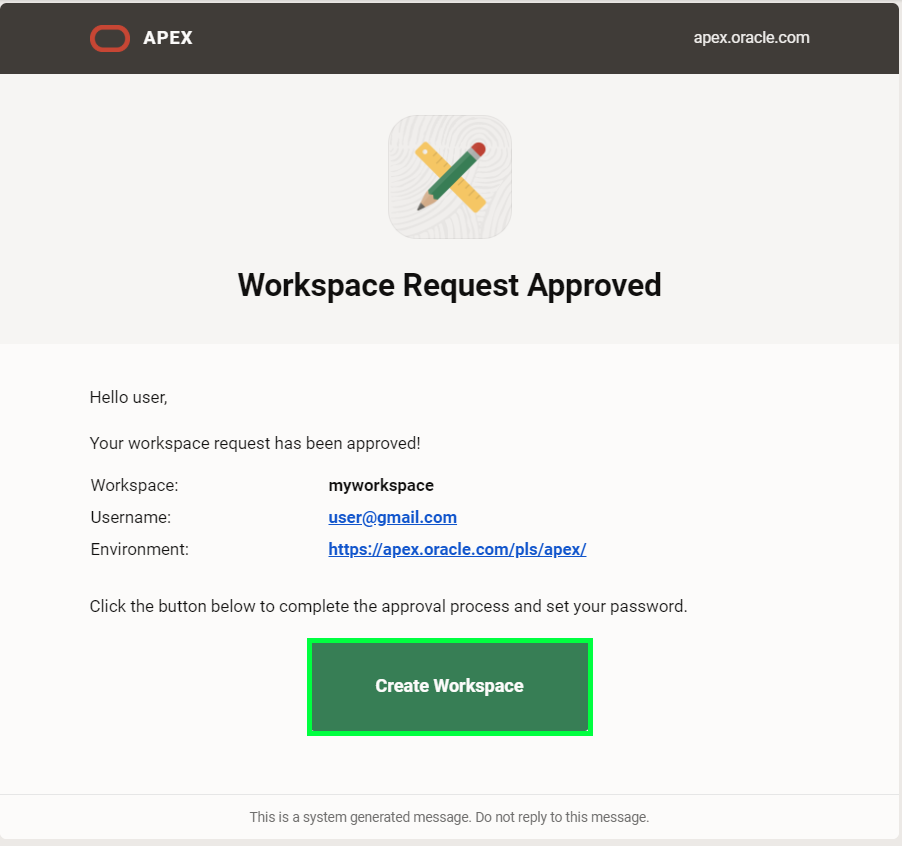 APEX
apex.oracle.com
Workspace Request Approved
Hello user,
Your workspace request has been approved!
Workspace: myworkspace
Username: user@gmail.com
Environment: https://apex.oracle.com/pls/apex/
Click the button below to complete the approval process and set your password.
Create Workspace
This is a system generated message. Do not reply to this message.